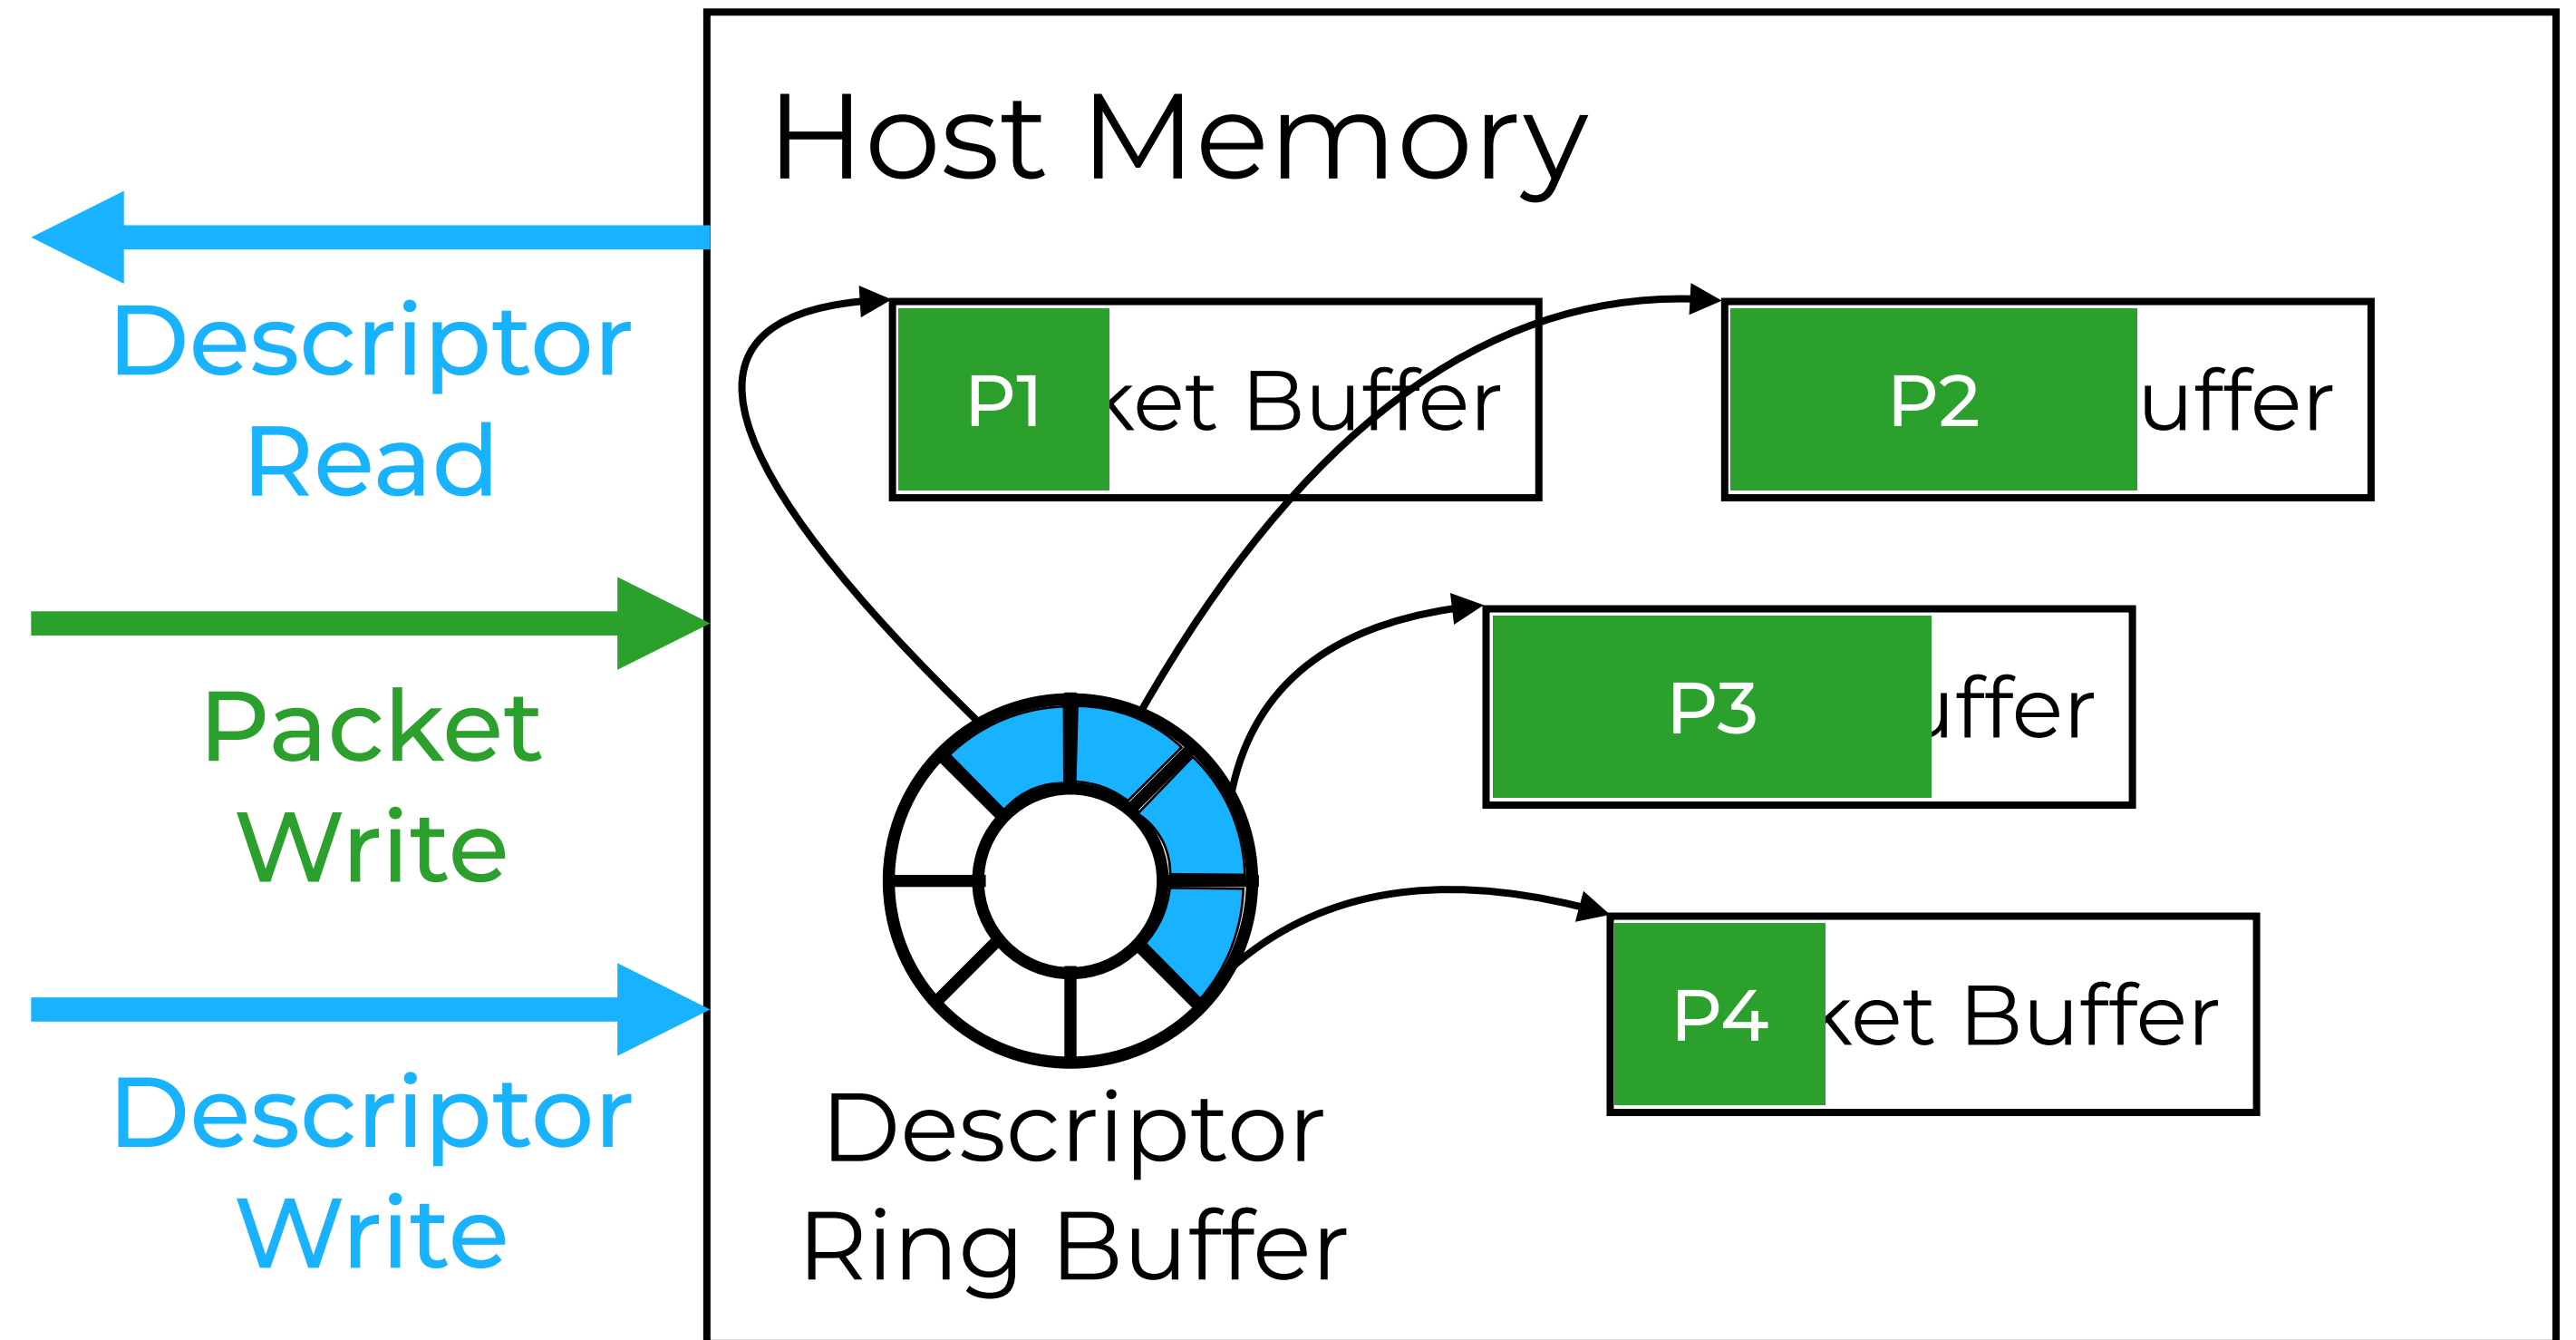 Host Memory
Descriptor
Read
P1 ket Buffer
P2 uffer
Packet
Write
P3 uffer
Descriptor
Write
P4 ket Buffer
Descriptor
Ring Buffer